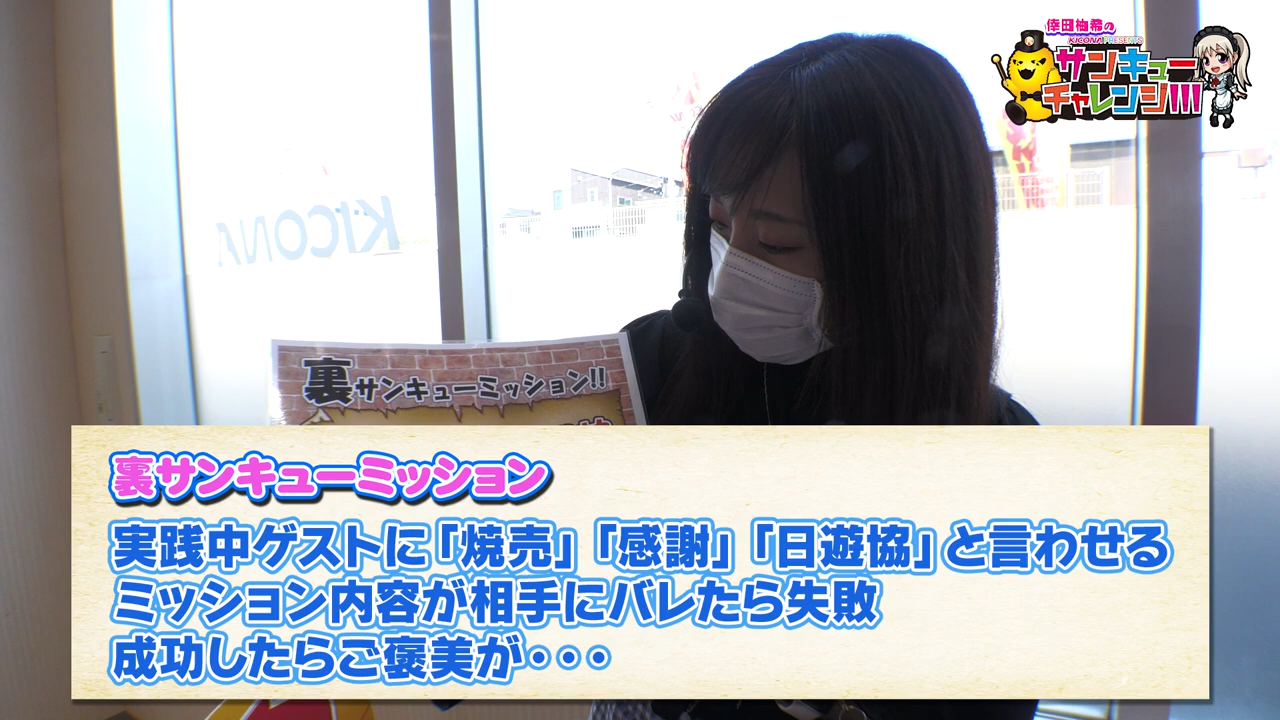 倖田柚希の
KICONA PRESENTS
サンキュー
チャレンジ!!!
KICONA
裏サンキューミッション!!
裏サンキューミッション
実践中ゲストに「焼売」「感謝」「日遊協」と言わせる
ミッション内容が相手にバレたら失敗
成功したらご褒美が・・・